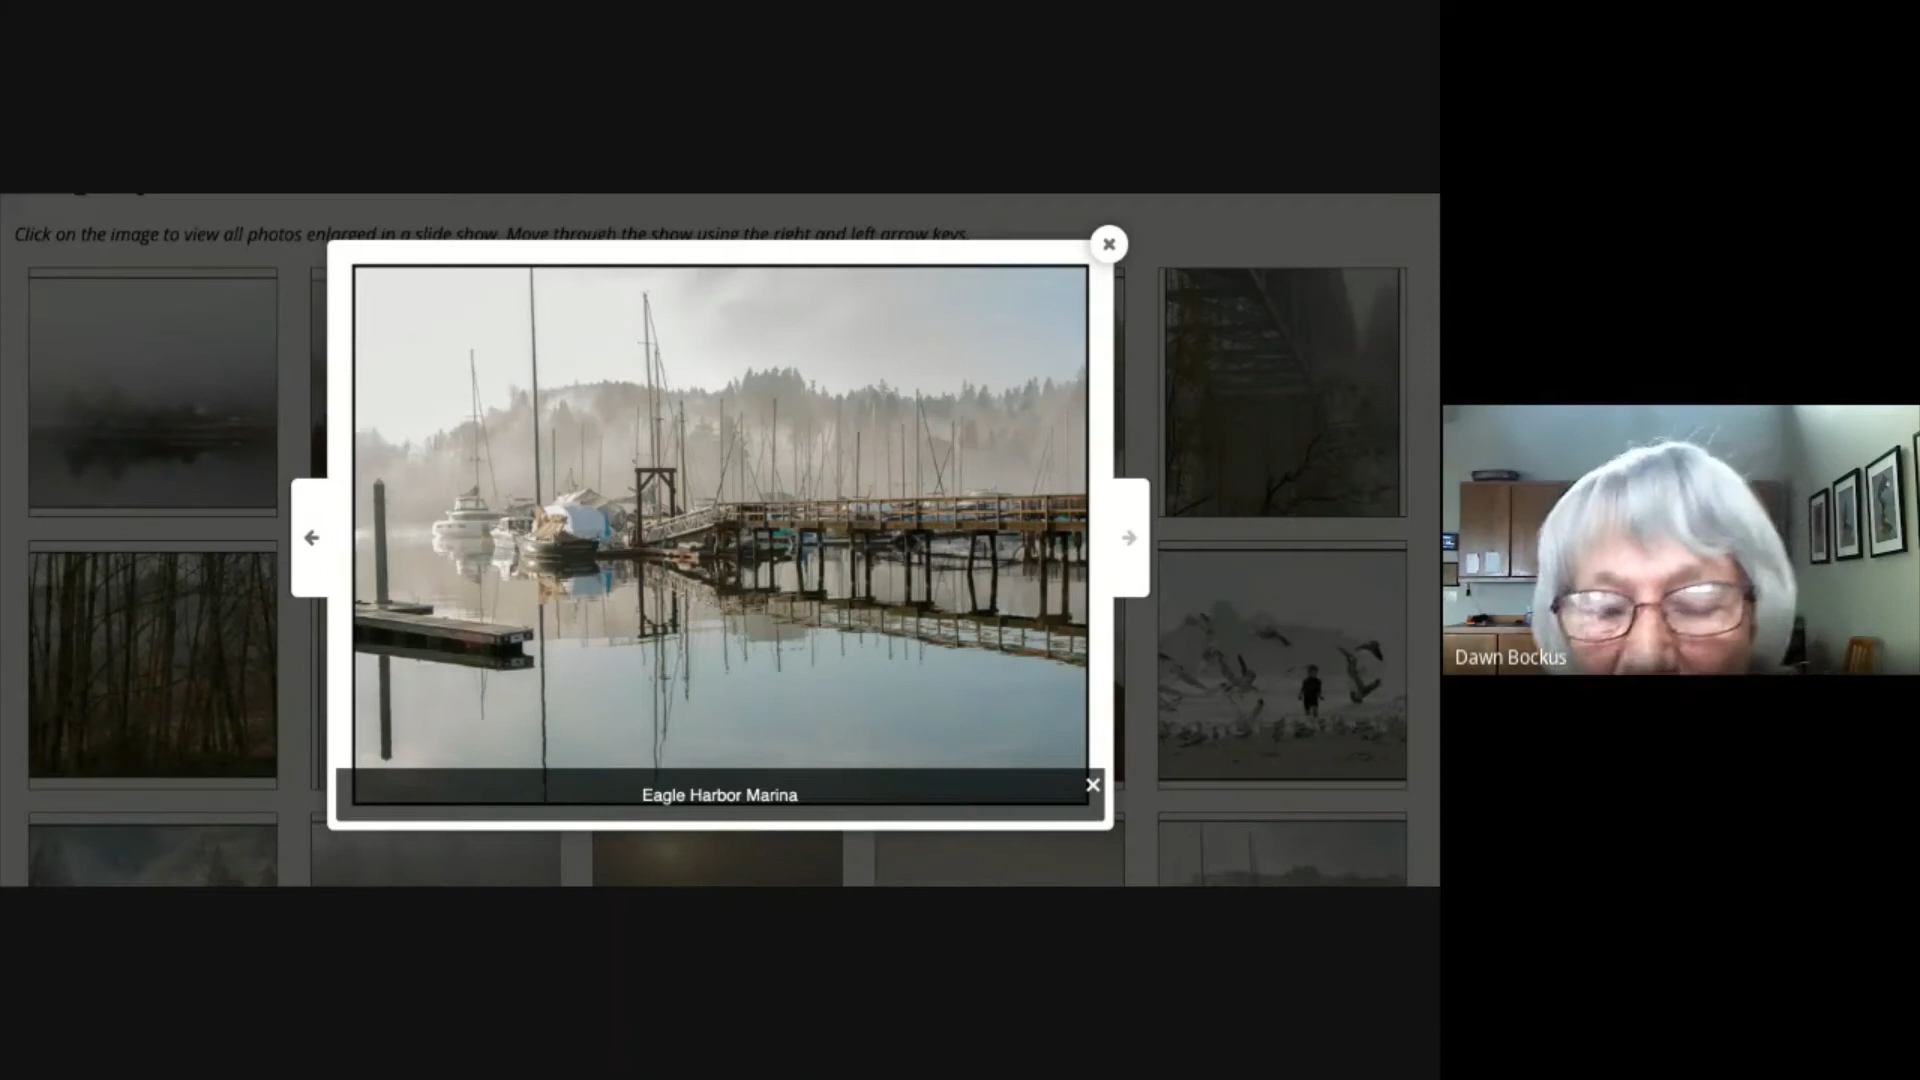 Click on the image to view all photos enlarged in a slide show. Move through the show using the right and left arrow keys.
Eagle Harbor Marina
Dawn Bockus